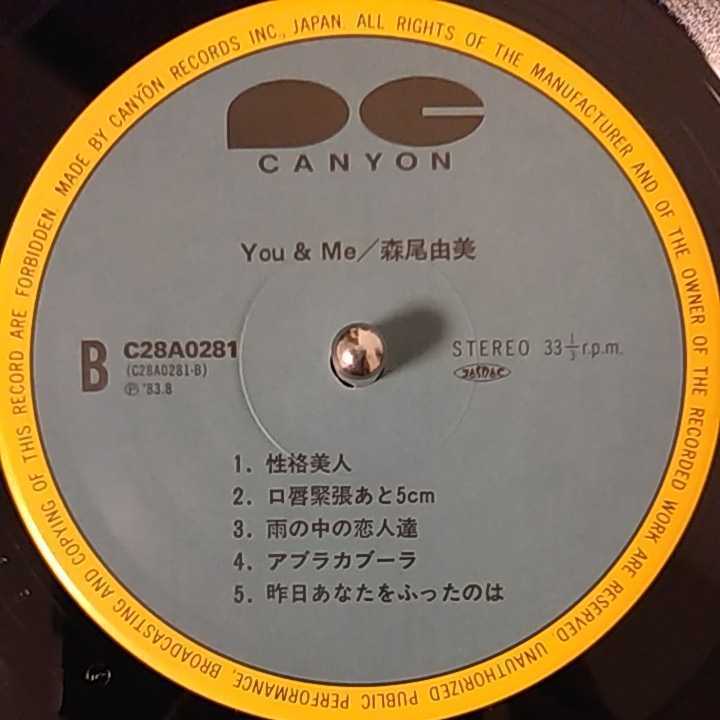 MADE BY CANYON RECORDS INC., JAPAN. ALL RIGHTS OF THE MANUFACTURER AND OF THE OWNER OF THE RECORDED WORK ARE RESERVED. UNAUTHORIZED PUBLIC PERFORMANCE, BROADCASTING AND COPYING OF THIS RECORD ARE FORBIDDEN.
CANYON
You & Me／森尾由美
B
C28A0281
(C28A0281-B)
Ⓟ '83.8
STEREO 33⅓r.p.m.
JASRAC
1. 性格美人
2. 口唇緊張あと5cm
3. 雨の中の恋人達
4. アブラカブーラ
5. 昨日あなたをふったのは